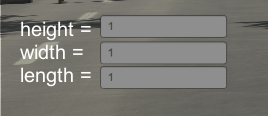 height = 1
width = 1
length = 1